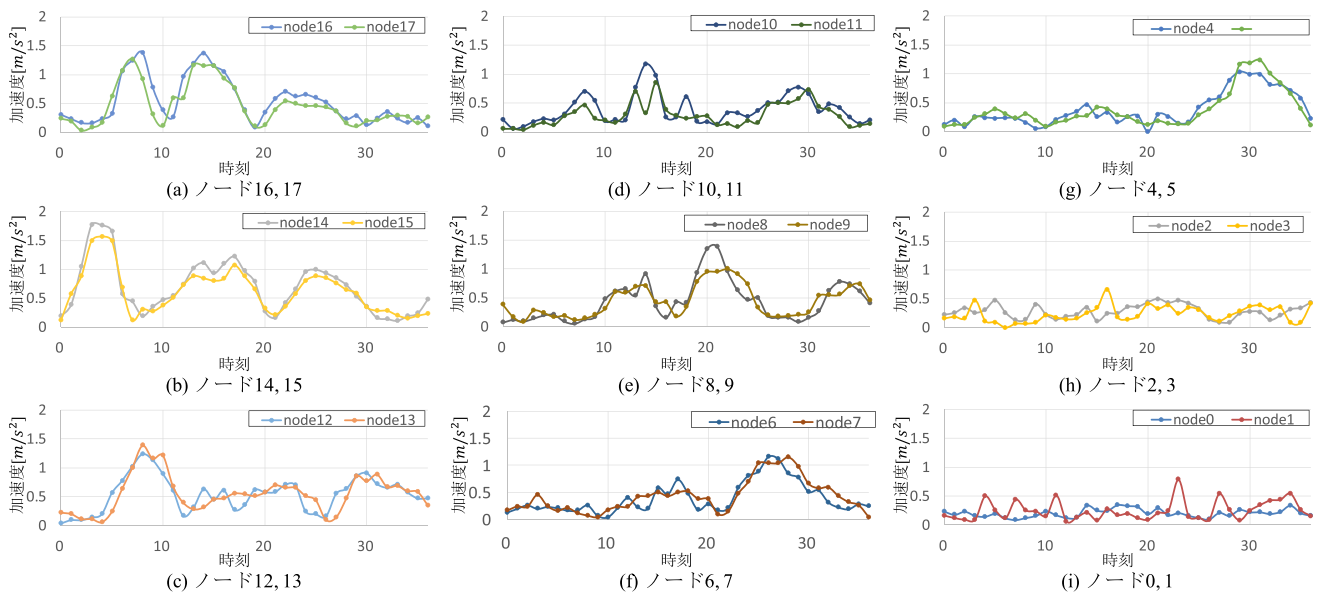 加速度[m/s²]
2
1.5
1
0.5
0
node16 node17
0 10 20 30
時刻
(a) ノード16, 17
加速度[m/s²]
2
1.5
1
0.5
0
node10 node11
0 10 20 30
時刻
(d) ノード10, 11
加速度[m/s²]
2
1.5
1
0.5
0
node4
0 10 20 30
時刻
(g) ノード4, 5
加速度[m/s²]
2
1.5
1
0.5
0
node14 node15
0 10 20 30
時刻
(b) ノード14, 15
加速度[m/s²]
2
1.5
1
0.5
0
node8 node9
0 10 20 30
時刻
(e) ノード8, 9
加速度[m/s²]
2
1.5
1
0.5
0
node2 node3
0 10 20 30
時刻
(h) ノード2, 3
加速度[m/s²]
2
1.5
1
0.5
0
node12 node13
0 10 20 30
時刻
(c) ノード12, 13
加速度[m/s²]
2
1.5
1
0.5
0
node6 node7
0 10 20 30
時刻
(f) ノード6, 7
加速度[m/s²]
2
1.5
1
0.5
0
node0 node1
0 10 20 30
時刻
(i) ノード0, 1